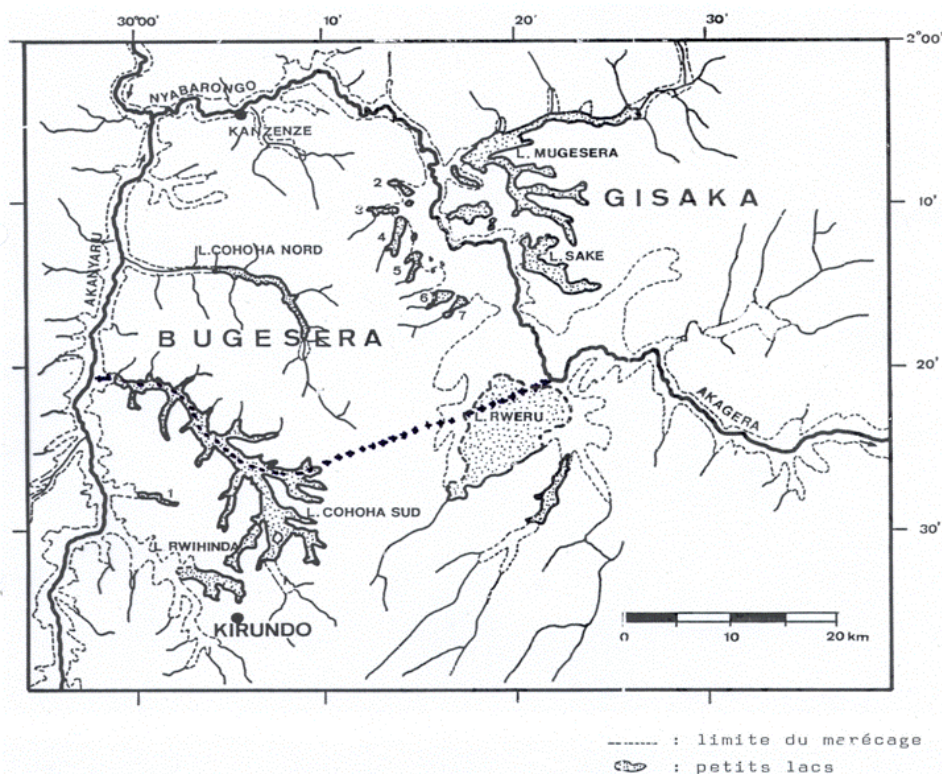 30°00' 10' 20' 30'
2°00'
NYABARONGO
KANZENZE
L. MUGESERA
2
3
10'
GISAKA
4
AKANYARU
L. COHOHA NORD
L. SAKE
5
6
7
BUGESERA
20'
L. RWERU
AKAGERA
1
L. COHOHA SUD
30'
L. RWIHINDA
KIRUNDO
0 10 20 km
: limite du marécage
: petits lacs